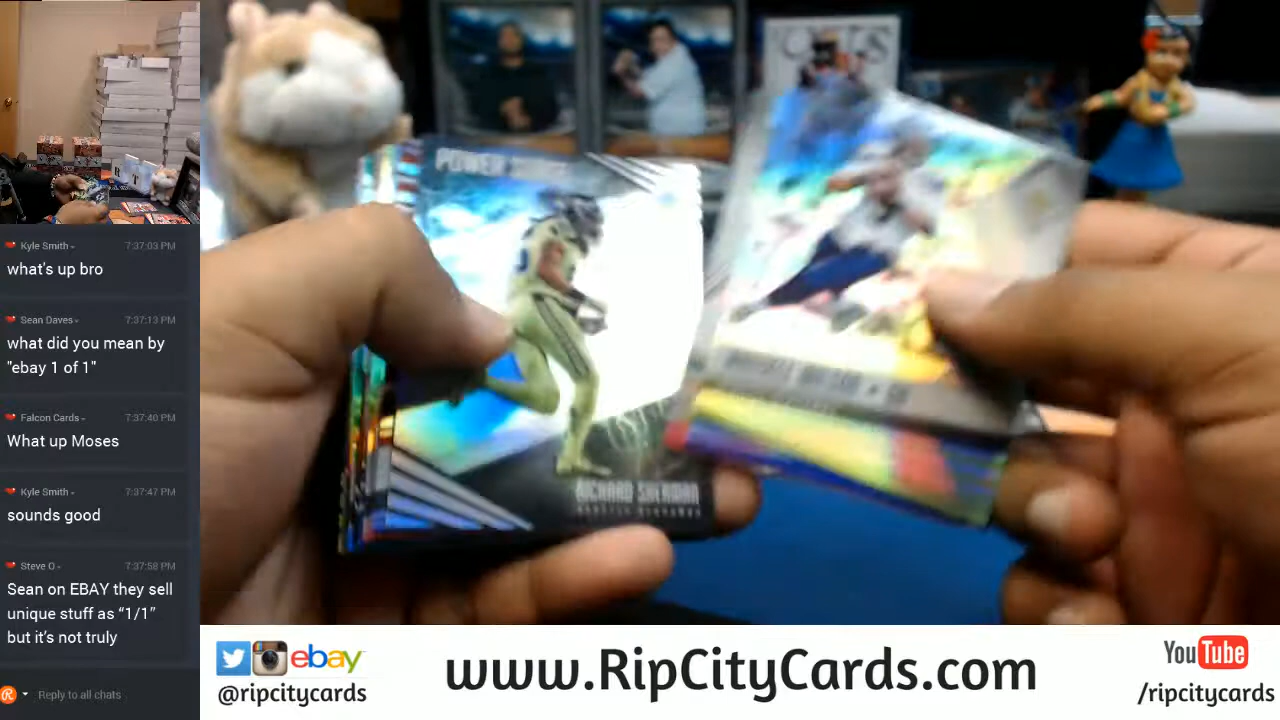 Kyle Smith
7:37:03 PM
what's up bro
Sean Daves
7:37:13 PM
what did you mean by
"ebay 1 of 1"
Falcon Cards
7:37:40 PM
What up Moses
Kyle Smith
7:37:47 PM
sounds good
Steve O
7:37:58 PM
Sean on EBAY they sell
unique stuff as “1/1”
but it’s not truly
Reply to all chats
POWER
RICHARD SHERMAN
ebay
@ripcitycards
www.RipCityCards.com
YouTube
/ripcitycards